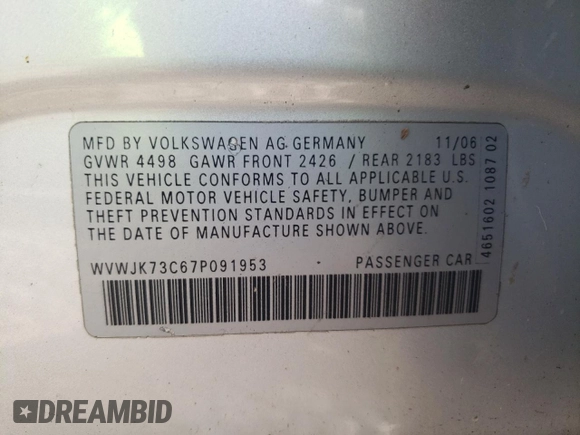 MFD BY VOLKSWAGEN AG GERMANY 11/06
GVWR 4498 GAWR FRONT 2426 / REAR 2183 LBS
THIS VEHICLE CONFORMS TO ALL APPLICABLE U.S.
FEDERAL MOTOR VEHICLE SAFETY, BUMPER AND
THEFT PREVENTION STANDARDS IN EFFECT ON
THE DATE OF MANUFACTURE SHOWN ABOVE.
WVWJK73C67P091953 PASSENGER CAR
4651602 1087 02
DREAMBID